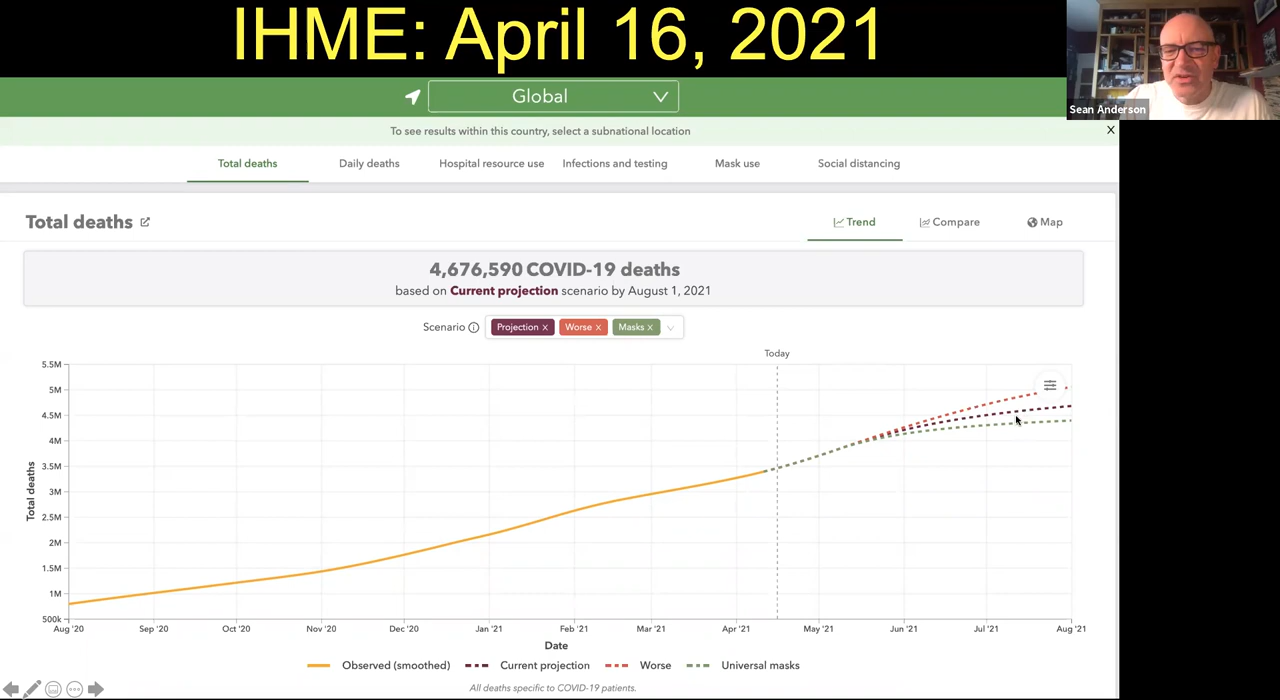 IHME: April 16, 2021
Sean Anderson
Global
To see results within this country, select a subnational location
X
Total deaths Daily deaths Hospital resource use Infections and testing Mask use Social distancing
Total deaths
Trend Compare Map
4,676,590 COVID-19 deaths
based on Current projection scenario by August 1, 2021
Scenario Projection x Worse x Masks x
Today
5.5M
5M
4.5M
4M
3.5M
3M
2.5M
2M
1.5M
1M
500k
Total deaths
Aug '20 Sep '20 Oct '20 Nov '20 Dec '20 Jan '21 Feb '21 Mar '21 Apr '21 May '21 Jun '21 Jul '21 Aug '21
Date
Observed (smoothed) Current projection Worse Universal masks
All deaths specific to COVID-19 patients.